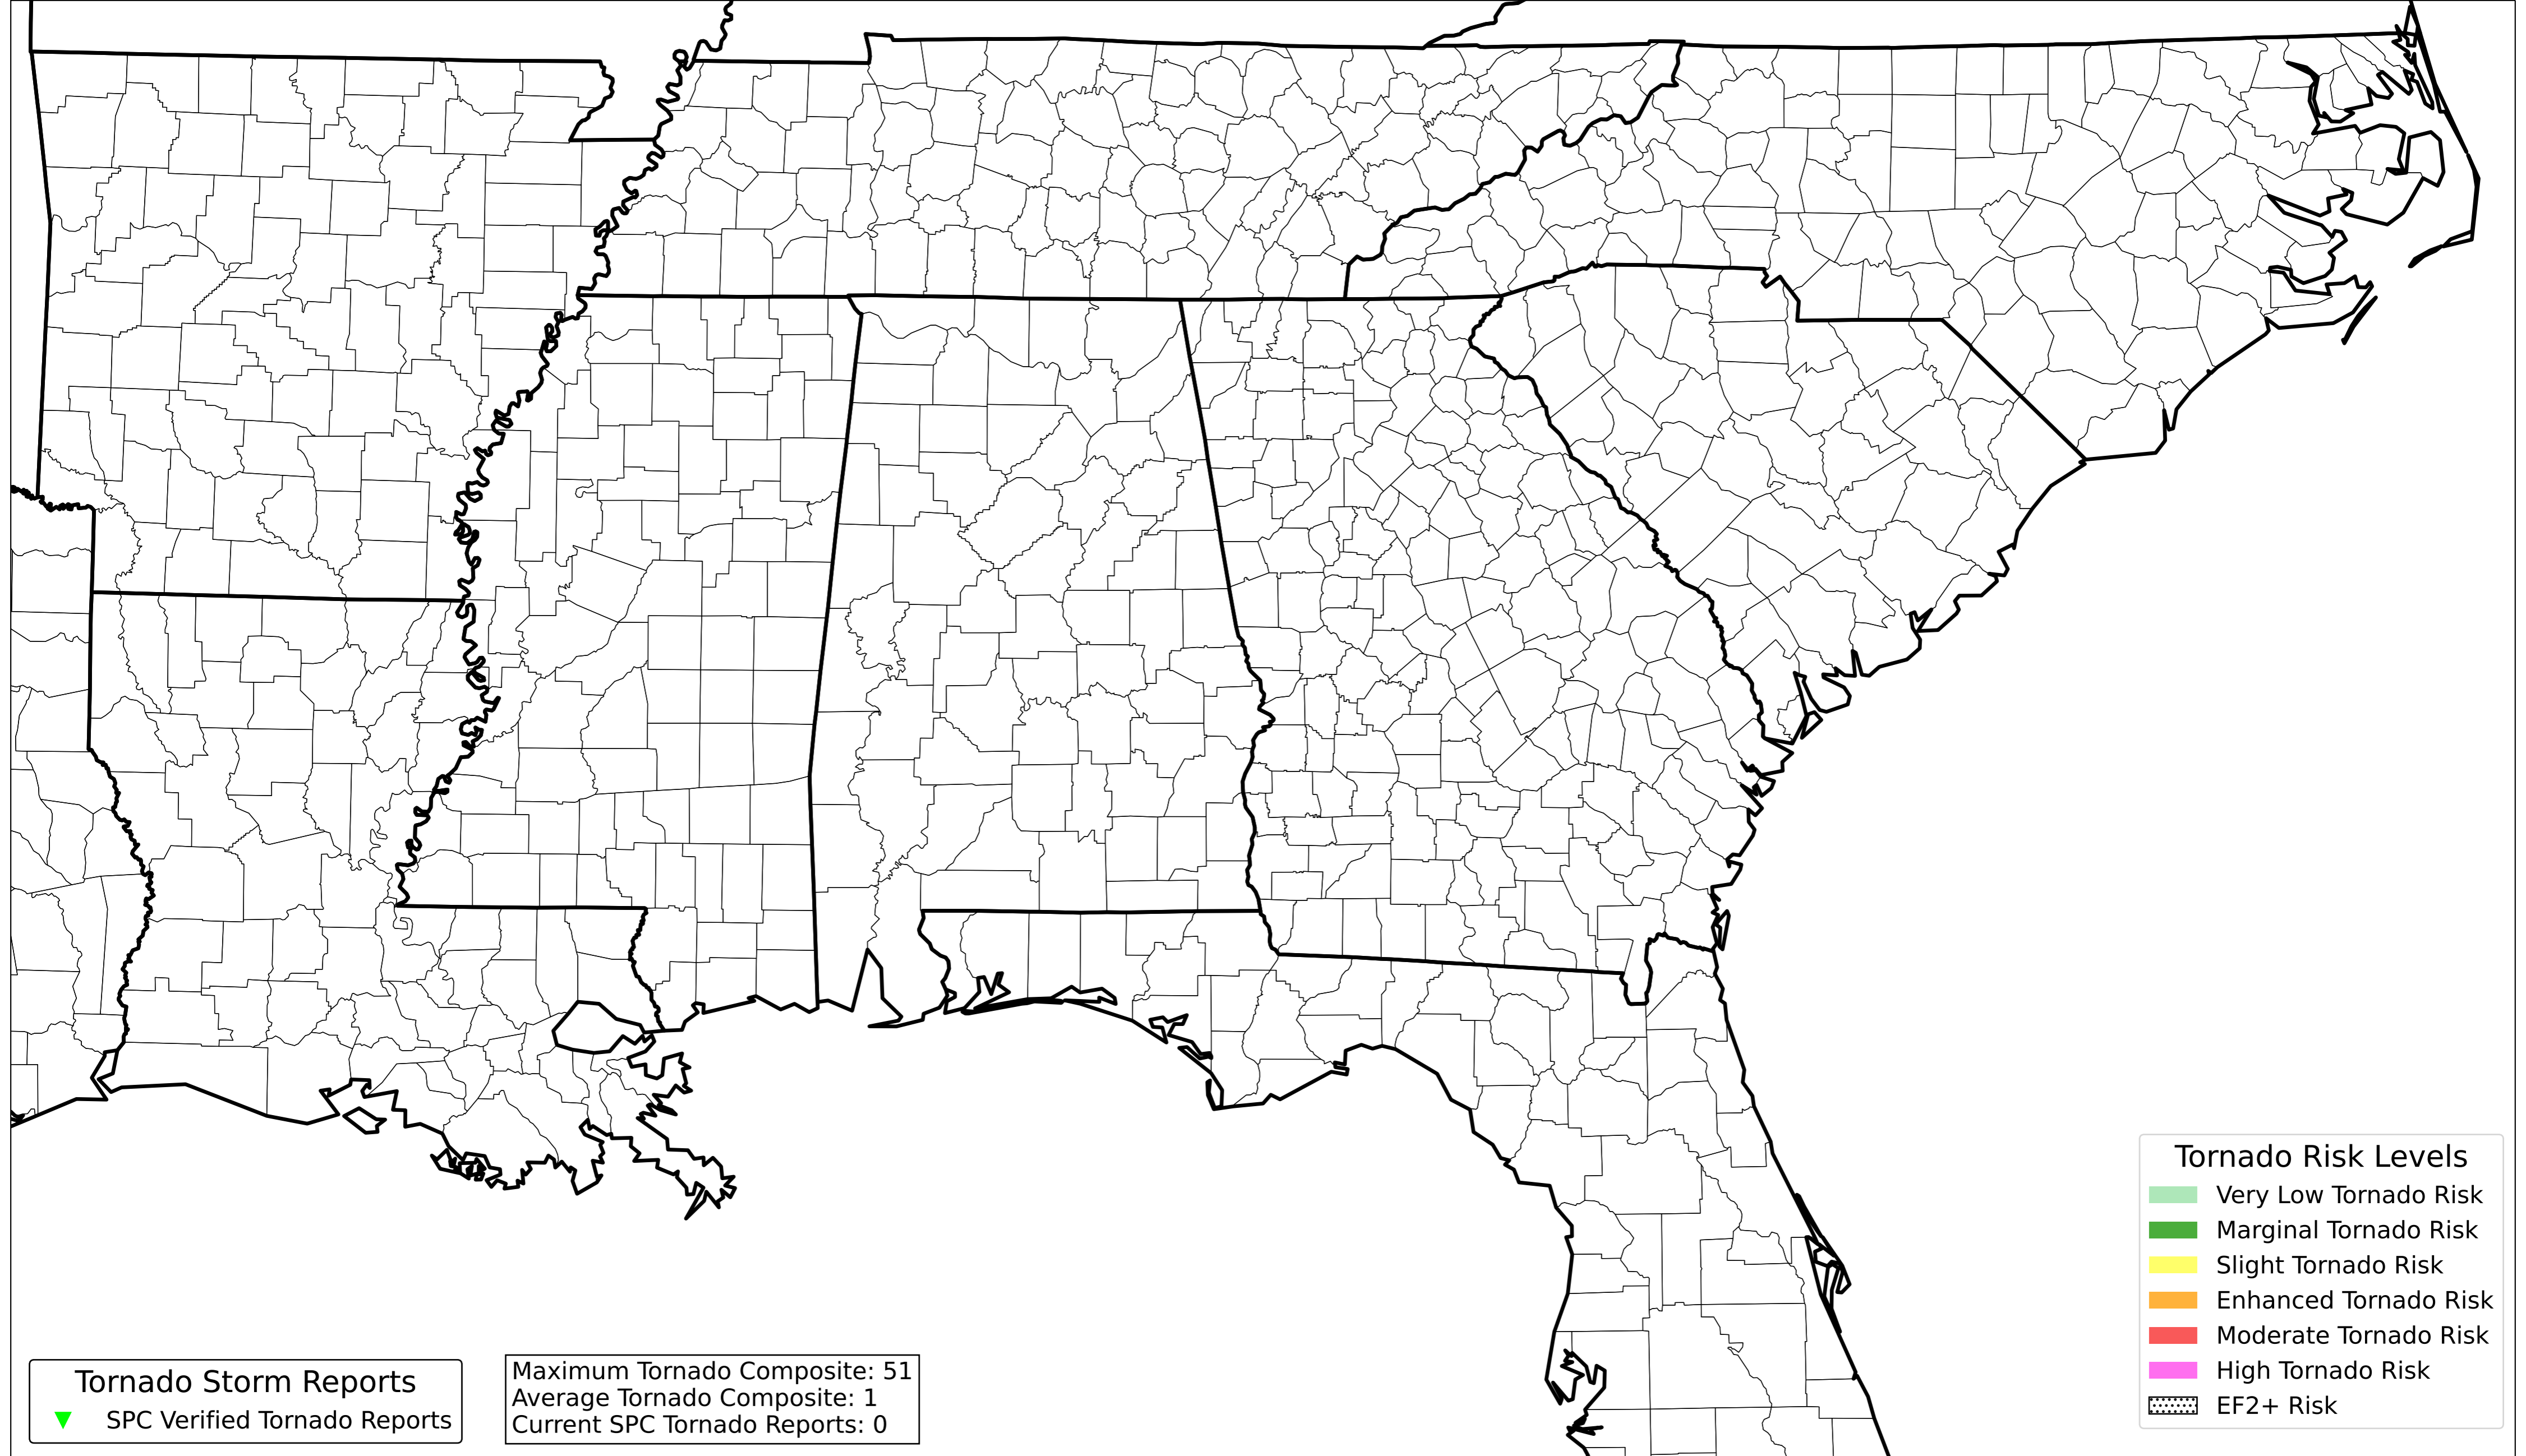 Tornado Risk Levels
Very Low Tornado Risk
Marginal Tornado Risk
Slight Tornado Risk
Enhanced Tornado Risk
Moderate Tornado Risk
High Tornado Risk
EF2+ Risk
Tornado Storm Reports
SPC Verified Tornado Reports
Maximum Tornado Composite: 51
Average Tornado Composite: 1
Current SPC Tornado Reports: 0